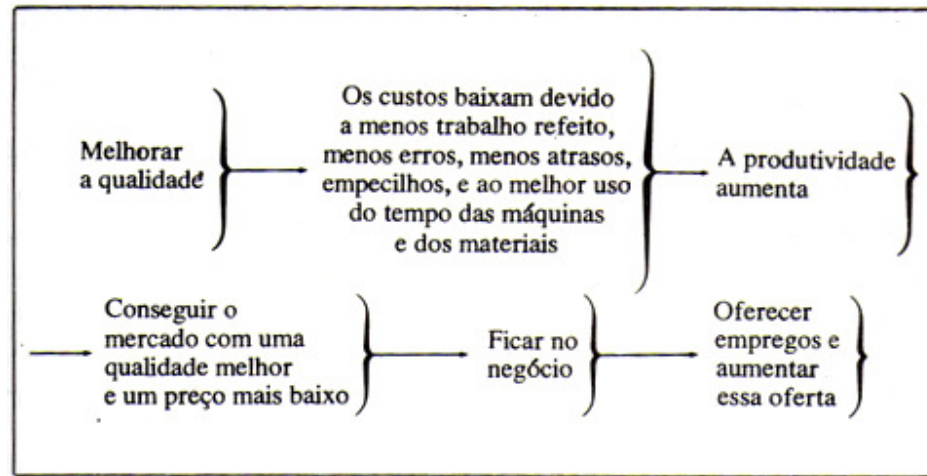 Melhorar
a qualidade
Os custos baixam devido
a menos trabalho refeito,
menos erros, menos atrasos,
empecilhos, e ao melhor uso
do tempo das máquinas
e dos materiais
A produtividade
aumenta
Conseguir o
mercado com uma
qualidade melhor
e um preço mais baixo
Ficar no
negócio
Oferecer
empregos e
aumentar
essa oferta